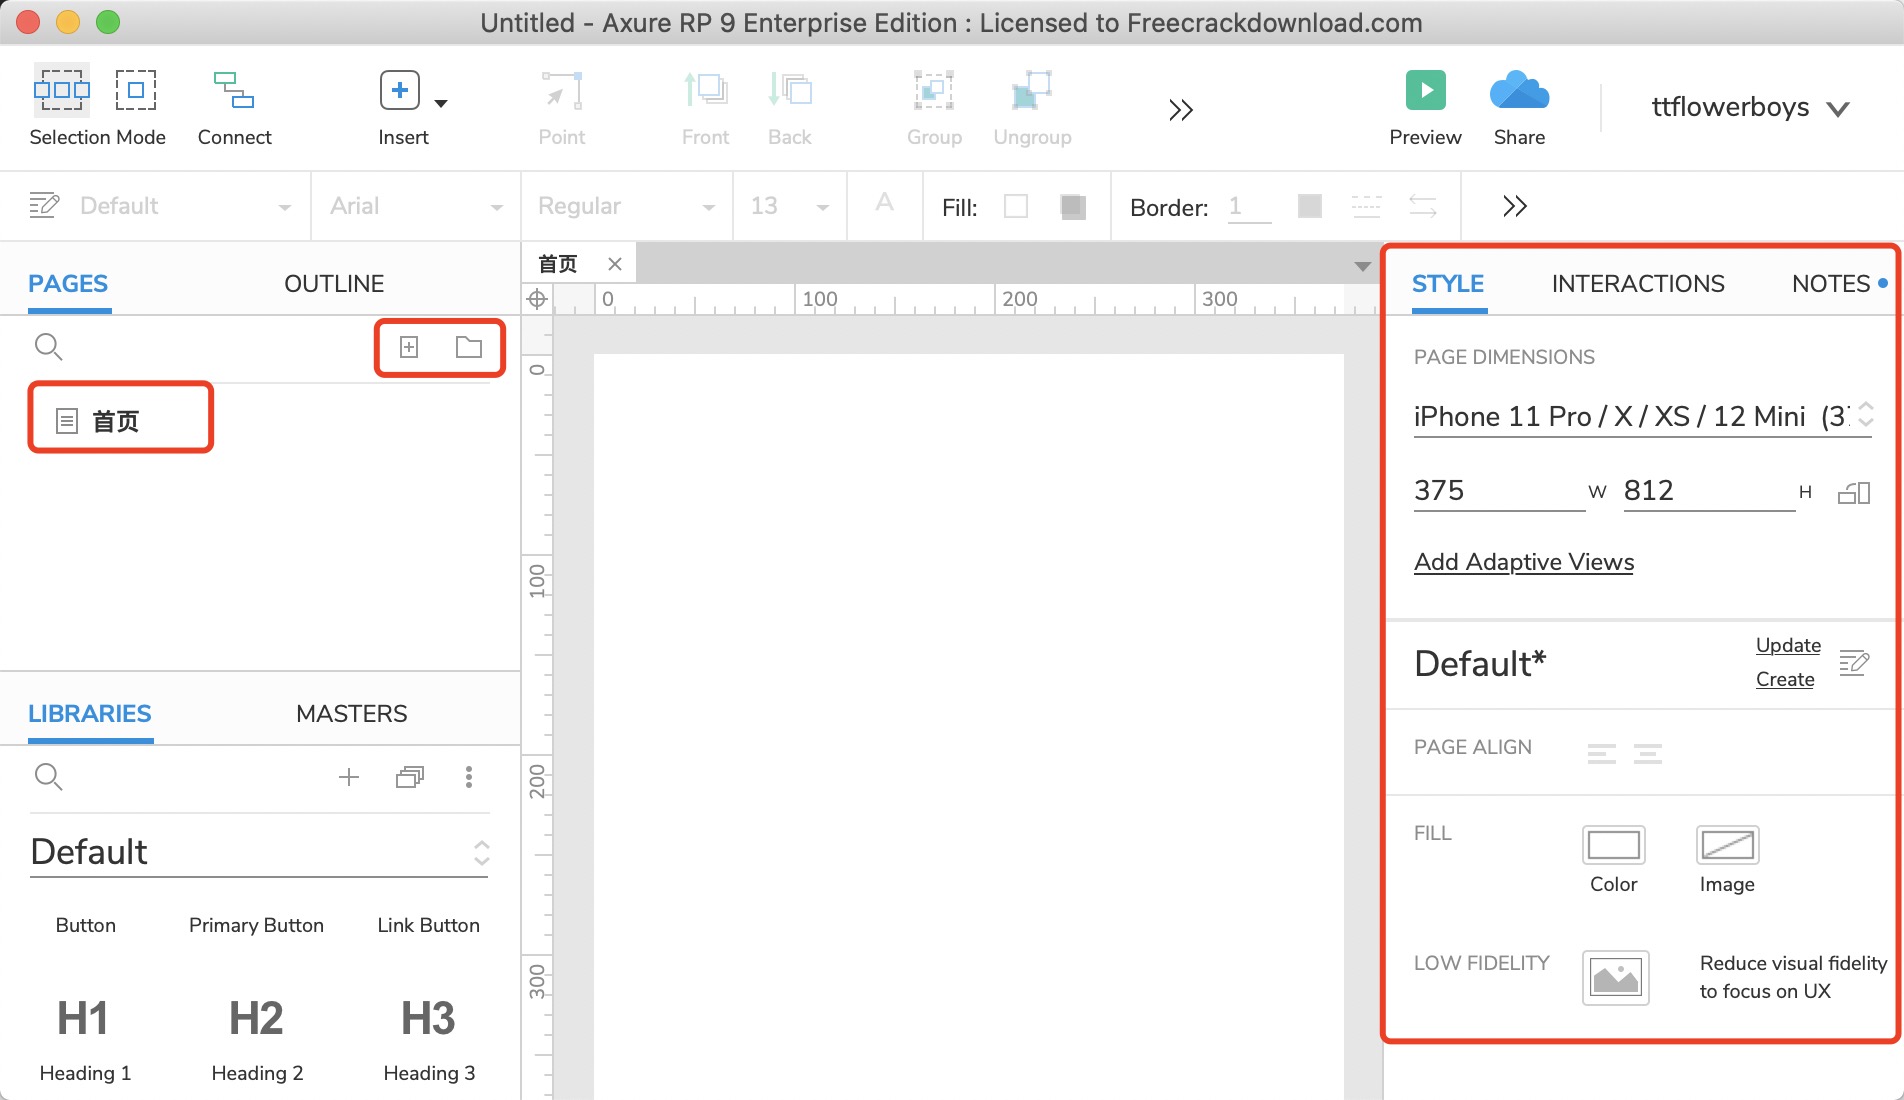 Untitled - Axure RP 9 Enterprise Edition : Licensed to Freecrackdownload.com
Selection Mode
Connect
Insert
Point
Front
Back
Group
Ungroup
Preview
Share
ttflowerboys
Default
Arial
Regular
13
A
Fill:
Border:
1
PAGES
OUTLINE
首页
首页
0
100
200
300
0
100
200
300
LIBRARIES
MASTERS
Default
Button
Primary Button
Link Button
H1
H2
H3
Heading 1
Heading 2
Heading 3
STYLE
INTERACTIONS
NOTES
PAGE DIMENSIONS
iPhone 11 Pro / X / XS / 12 Mini (37
375 W 812 H
Add Adaptive Views
Default*
Update
Create
PAGE ALIGN
FILL
Color
Image
LOW FIDELITY
Reduce visual fidelity
to focus on UX